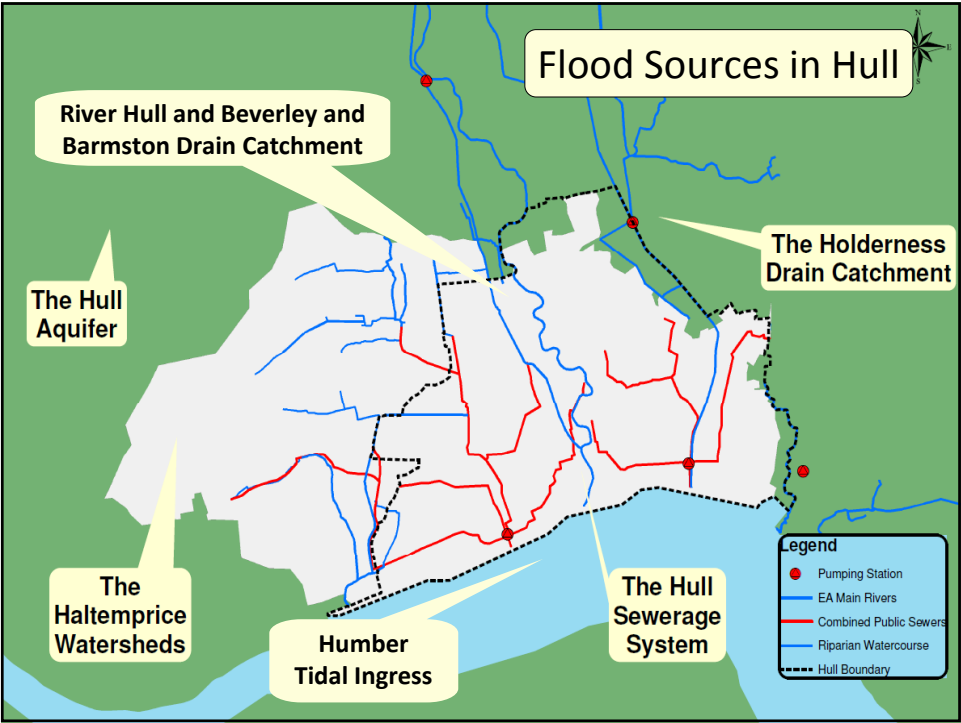 N
E
S
Flood Sources in Hull
River Hull and Beverley and
Barmston Drain Catchment
The Holderness
Drain Catchment
The Hull
Aquifer
The
Haltemprice
Watersheds
Humber
Tidal Ingress
The Hull
Sewerage
System
Legend
Pumping Station
EA Main Rivers
Combined Public Sewers
Riparian Watercourse
Hull Boundary